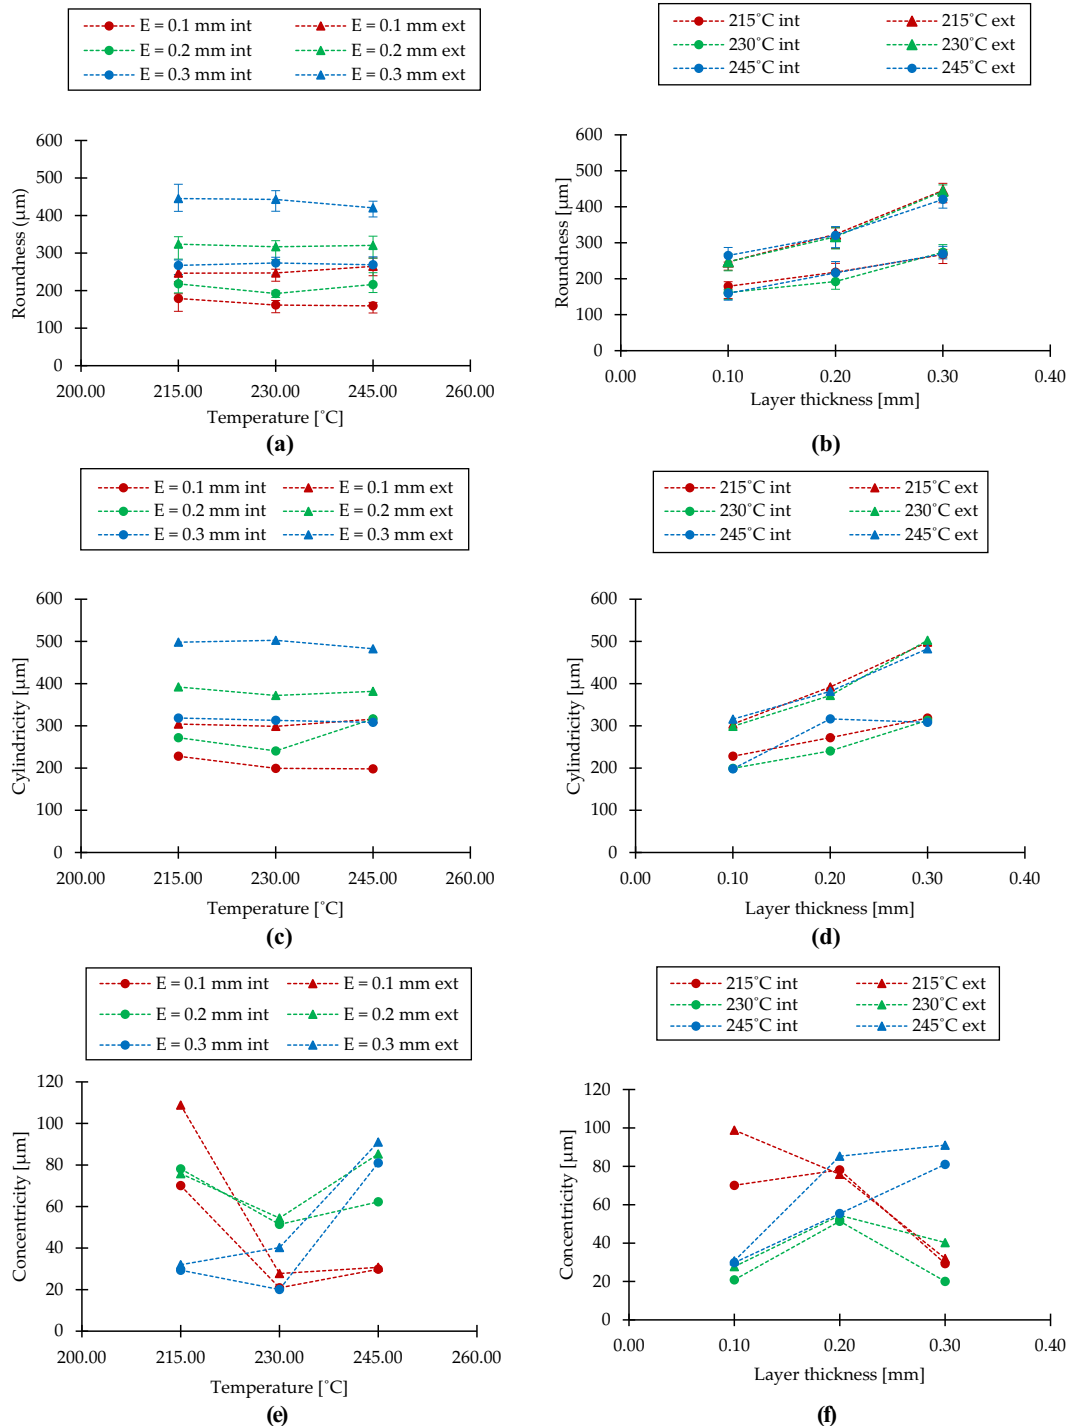 E = 0.1 mm int E = 0.1 mm ext
E = 0.2 mm int E = 0.2 mm ext
E = 0.3 mm int E = 0.3 mm ext
600
500
400
300
200
100
0
Roundness (µm)
200.00 215.00 230.00 245.00 260.00
Temperature [˚C]
(a)
215˚C int 215˚C ext
230˚C int 230˚C ext
245˚C int 245˚C ext
600
500
400
300
200
100
0
Roundness [µm]
0.00 0.10 0.20 0.30 0.40
Layer thickness [mm]
(b)
E = 0.1 mm int E = 0.1 mm ext
E = 0.2 mm int E = 0.2 mm ext
E = 0.3 mm int E = 0.3 mm ext
600
500
400
300
200
100
0
Cylindricity [µm]
200.00 215.00 230.00 245.00 260.00
Temperature [˚C]
(c)
215˚C int 215˚C ext
230˚C int 230˚C ext
245˚C int 245˚C ext
600
500
400
300
200
100
0
Cylindricity [µm]
0.00 0.10 0.20 0.30 0.40
Layer thickness [mm]
(d)
E = 0.1 mm int E = 0.1 mm ext
E = 0.2 mm int E = 0.2 mm ext
E = 0.3 mm int E = 0.3 mm ext
120
100
80
60
40
20
0
Concentricity [µm]
200.00 215.00 230.00 245.00 260.00
Temperature [˚C]
(e)
215˚C int 215˚C ext
230˚C int 230˚C ext
245˚C int 245˚C ext
120
100
80
60
40
20
0
Concentricity [µm]
0.00 0.10 0.20 0.30 0.40
Layer thickness [mm]
(f)